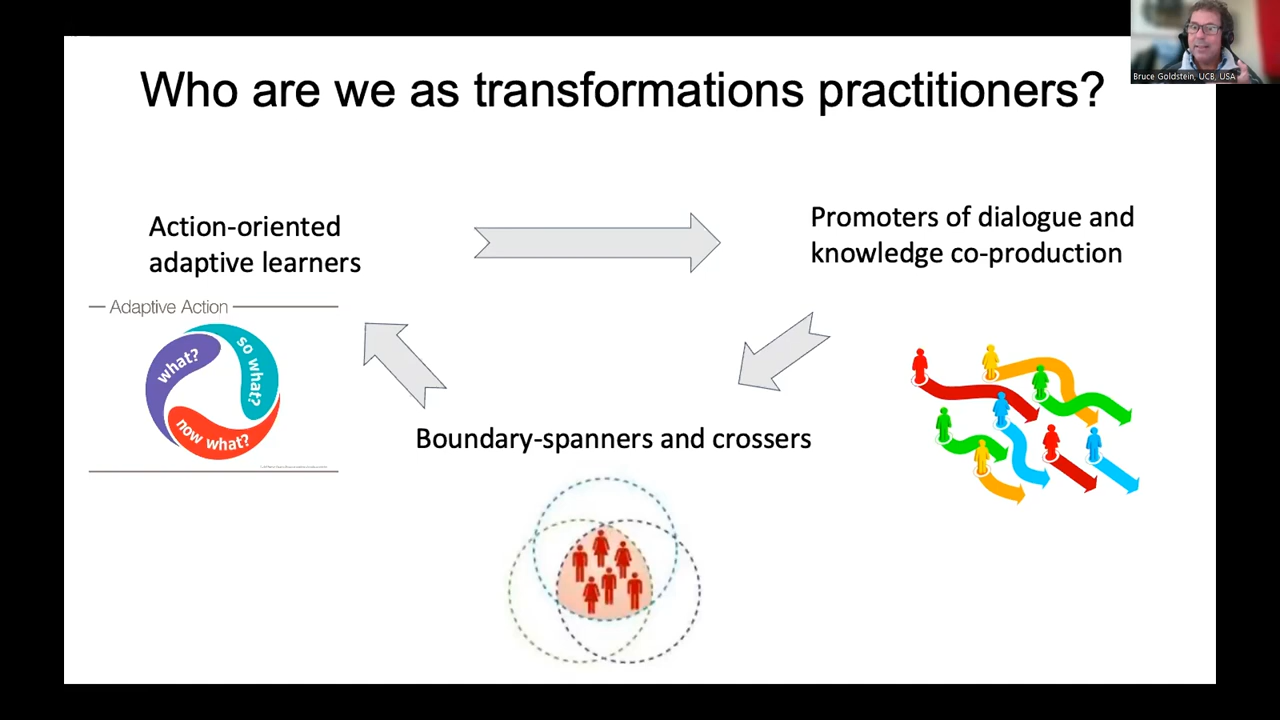 Who are we as transformations practitioners?
Bruce Goldstein, UCB, USA
Action-oriented
adaptive learners
Promoters of dialogue and
knowledge co-production
Adaptive Action
what?
so what?
now what?
Boundary-spanners and crossers